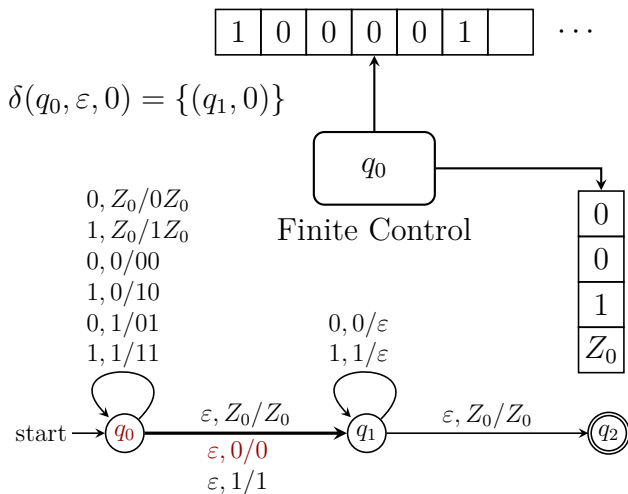 1 0 0 0 0 1 ⋯
δ(q₀, ε, 0) = {(q₁, 0)}
q₀
Finite Control
0
0
1
Z₀
0, Z₀/0Z₀
1, Z₀/1Z₀
0, 0/00
1, 0/10
0, 1/01
1, 1/11
0, 0/ε
1, 1/ε
start q₀ ε, Z₀/Z₀ q₁ ε, Z₀/Z₀ q₂
ε, 0/0
ε, 1/1